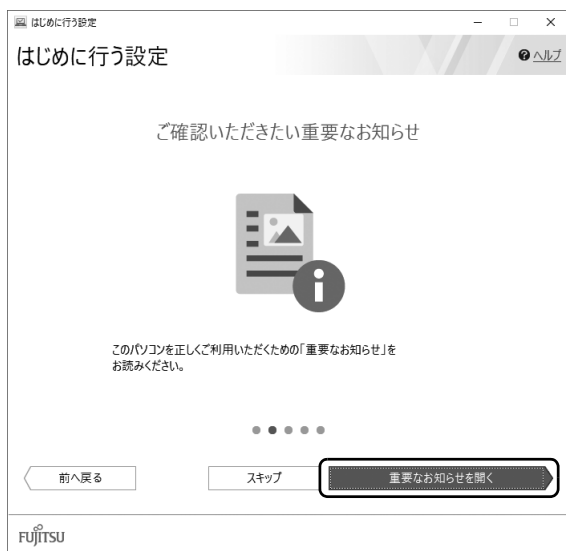 はじめに行う設定
はじめに行う設定
ヘルプ
ご確認いただきたい重要なお知らせ
このパソコンを正しくご利用いただくための「重要なお知らせ」を
お読みください。
前へ戻る
スキップ
重要なお知らせを開く
FUJITSU